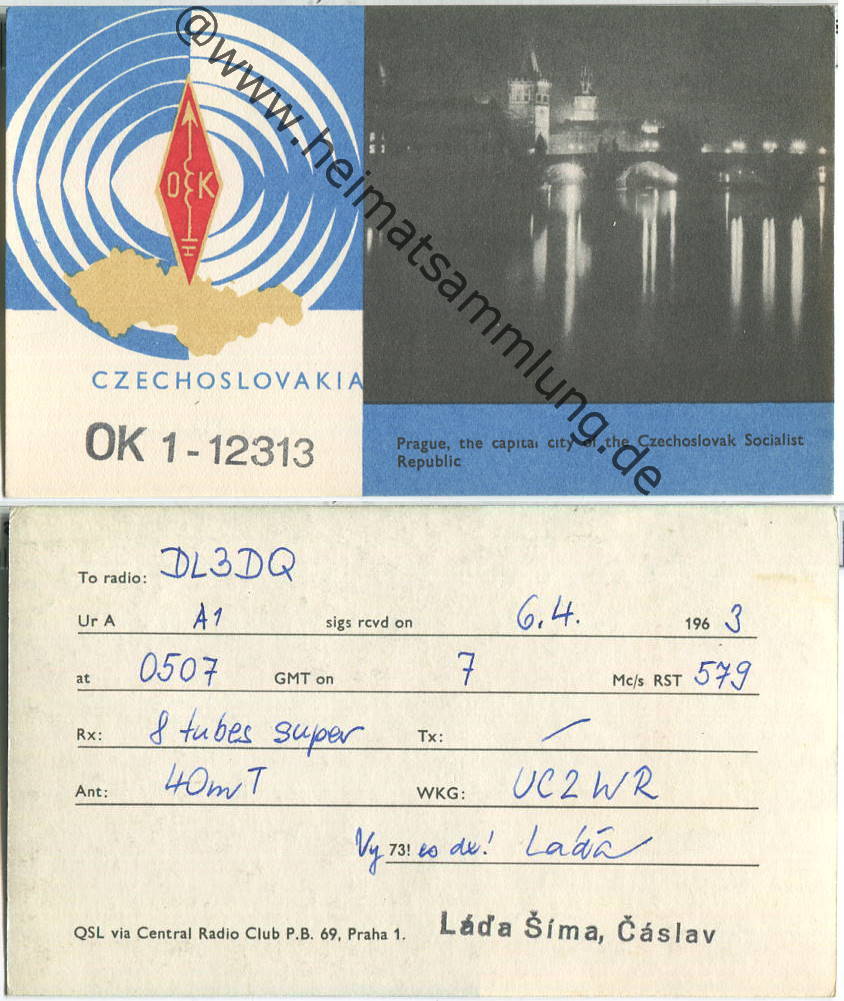 @www.heimatsammlung.de
OK
CZECHOSLOVAKIA
OK 1-12313
Prague, the capital city of the Czechoslovak Socialist
Republic
To radio: DL3DQ
Ur A A1 sigs rcvd on 6.4. 1963
at 0507 GMT on 7 Mc/s RST 579
Rx: 8 tubes super Tx: —
Ant: 40m T WKG: UC2WR
Vy 73! es dx! Láďa
QSL via Central Radio Club P.B. 69, Praha 1. Láďa Šíma, Čáslav